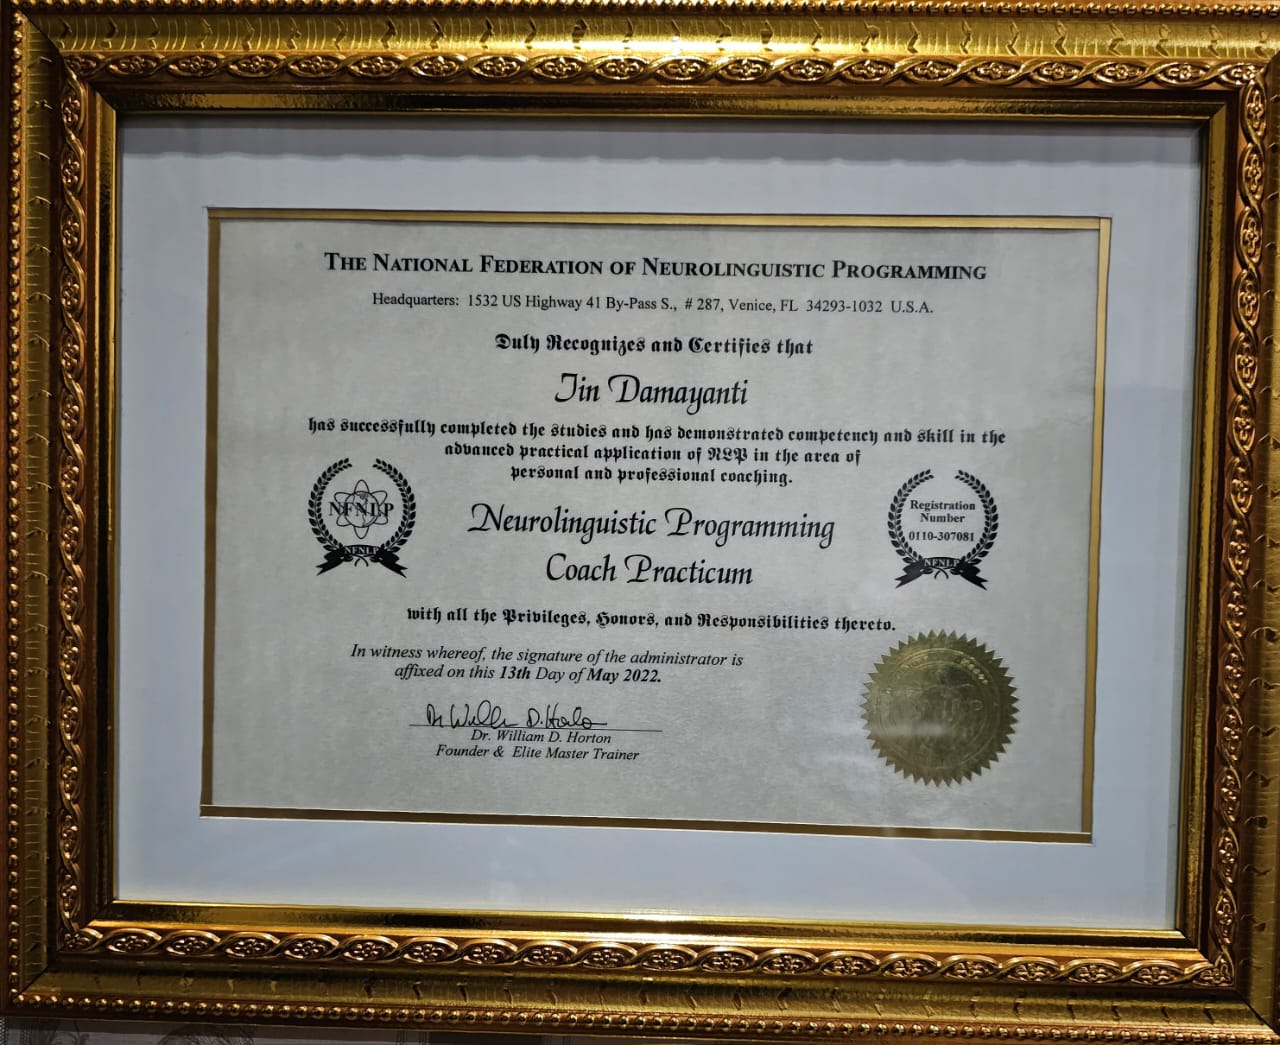 THE NATIONAL FEDERATION OF NEUROLINGUISTIC PROGRAMMING
Headquarters: 1532 US Highway 41 By-Pass S., # 287, Venice, FL 34293-1032 U.S.A.
Duly Recognizes and Certifies that
Iin Damayanti
has successfully completed the studies and has demonstrated competency and skill in the
advanced practical application of NLP in the area of
personal and professional coaching.
NFNLP
NFNLP
Registration
Number
0110-307081
NFNLP
Neurolinguistic Programming
Coach Practicum
with all the Privileges, Honors, and Responsibilities thereto.
In witness whereof, the signature of the administrator is
affixed on this 13th Day of May 2022.
Dr. William D. Horton
Founder & Elite Master Trainer